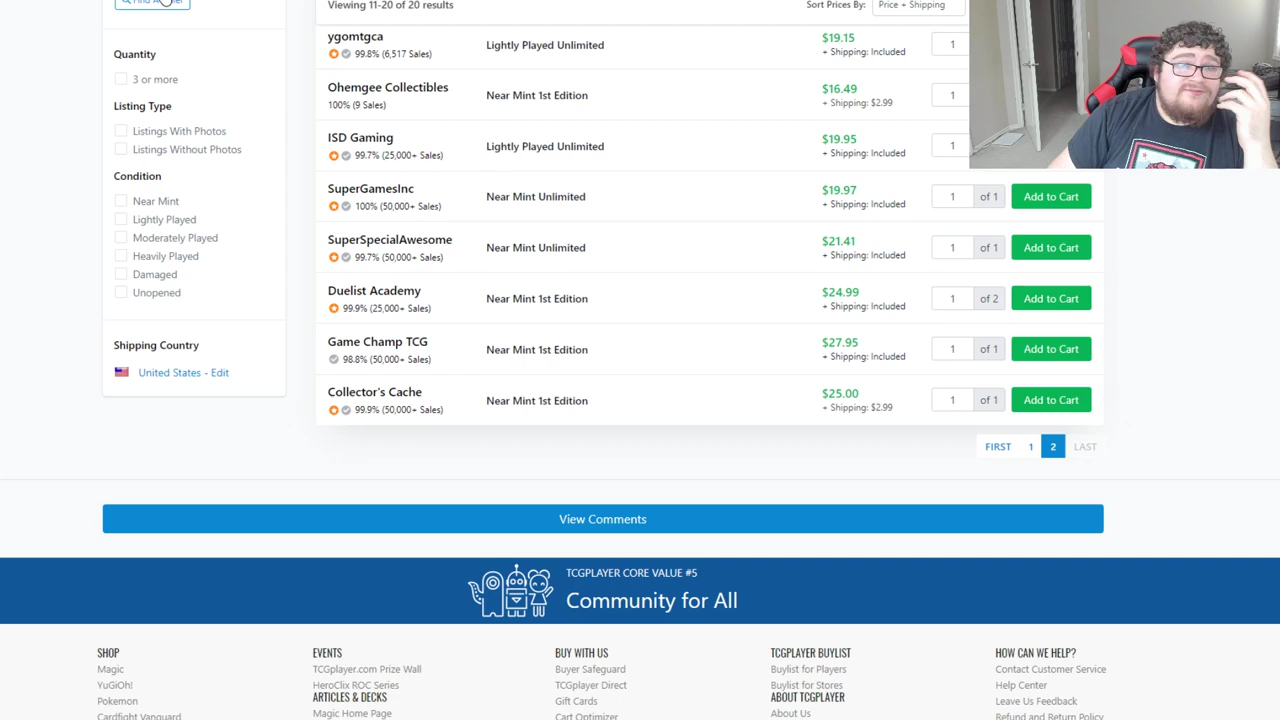 Viewing 11-20 of 20 results
Sort Prices By:
Price + Shipping
Quantity
3 or more
Listing Type
Listings With Photos
Listings Without Photos
Condition
Near Mint
Lightly Played
Moderately Played
Heavily Played
Damaged
Unopened
Shipping Country
United States - Edit
ygomtgca
99.8% (6,517 Sales)
Lightly Played Unlimited
$19.15
+ Shipping: Included
1
Ohemgee Collectibles
100% (9 Sales)
Near Mint 1st Edition
$16.49
+ Shipping: $2.99
1
ISD Gaming
99.7% (25,000+ Sales)
Lightly Played Unlimited
$19.95
+ Shipping: Included
1
SuperGamesInc
100% (50,000+ Sales)
Near Mint Unlimited
$19.97
+ Shipping: Included
1 of 1
Add to Cart
SuperSpecialAwesome
99.7% (50,000+ Sales)
Near Mint Unlimited
$21.41
+ Shipping: Included
1 of 1
Add to Cart
Duelist Academy
99.9% (25,000+ Sales)
Near Mint 1st Edition
$24.99
+ Shipping: Included
1 of 2
Add to Cart
Game Champ TCG
98.8% (50,000+ Sales)
Near Mint 1st Edition
$27.95
+ Shipping: Included
1 of 1
Add to Cart
Collector's Cache
99.9% (50,000+ Sales)
Near Mint 1st Edition
$25.00
+ Shipping: $2.99
1 of 1
Add to Cart
FIRST 1 2 LAST
View Comments
TCGPLAYER CORE VALUE #5
Community for All
SHOP
Magic
YuGiOh!
Pokemon
Cardfight Vanguard
EVENTS
TCGplayer.com Prize Wall
HeroClix ROC Series
ARTICLES & DECKS
Magic Home Page
BUY WITH US
Buyer Safeguard
TCGplayer Direct
Gift Cards
Cart Optimizer
TCGPLAYER BUYLIST
Buylist for Players
Buylist for Stores
ABOUT TCGPLAYER
About Us
HOW CAN WE HELP?
Contact Customer Service
Help Center
Leave Us Feedback
Refund and Return Policy